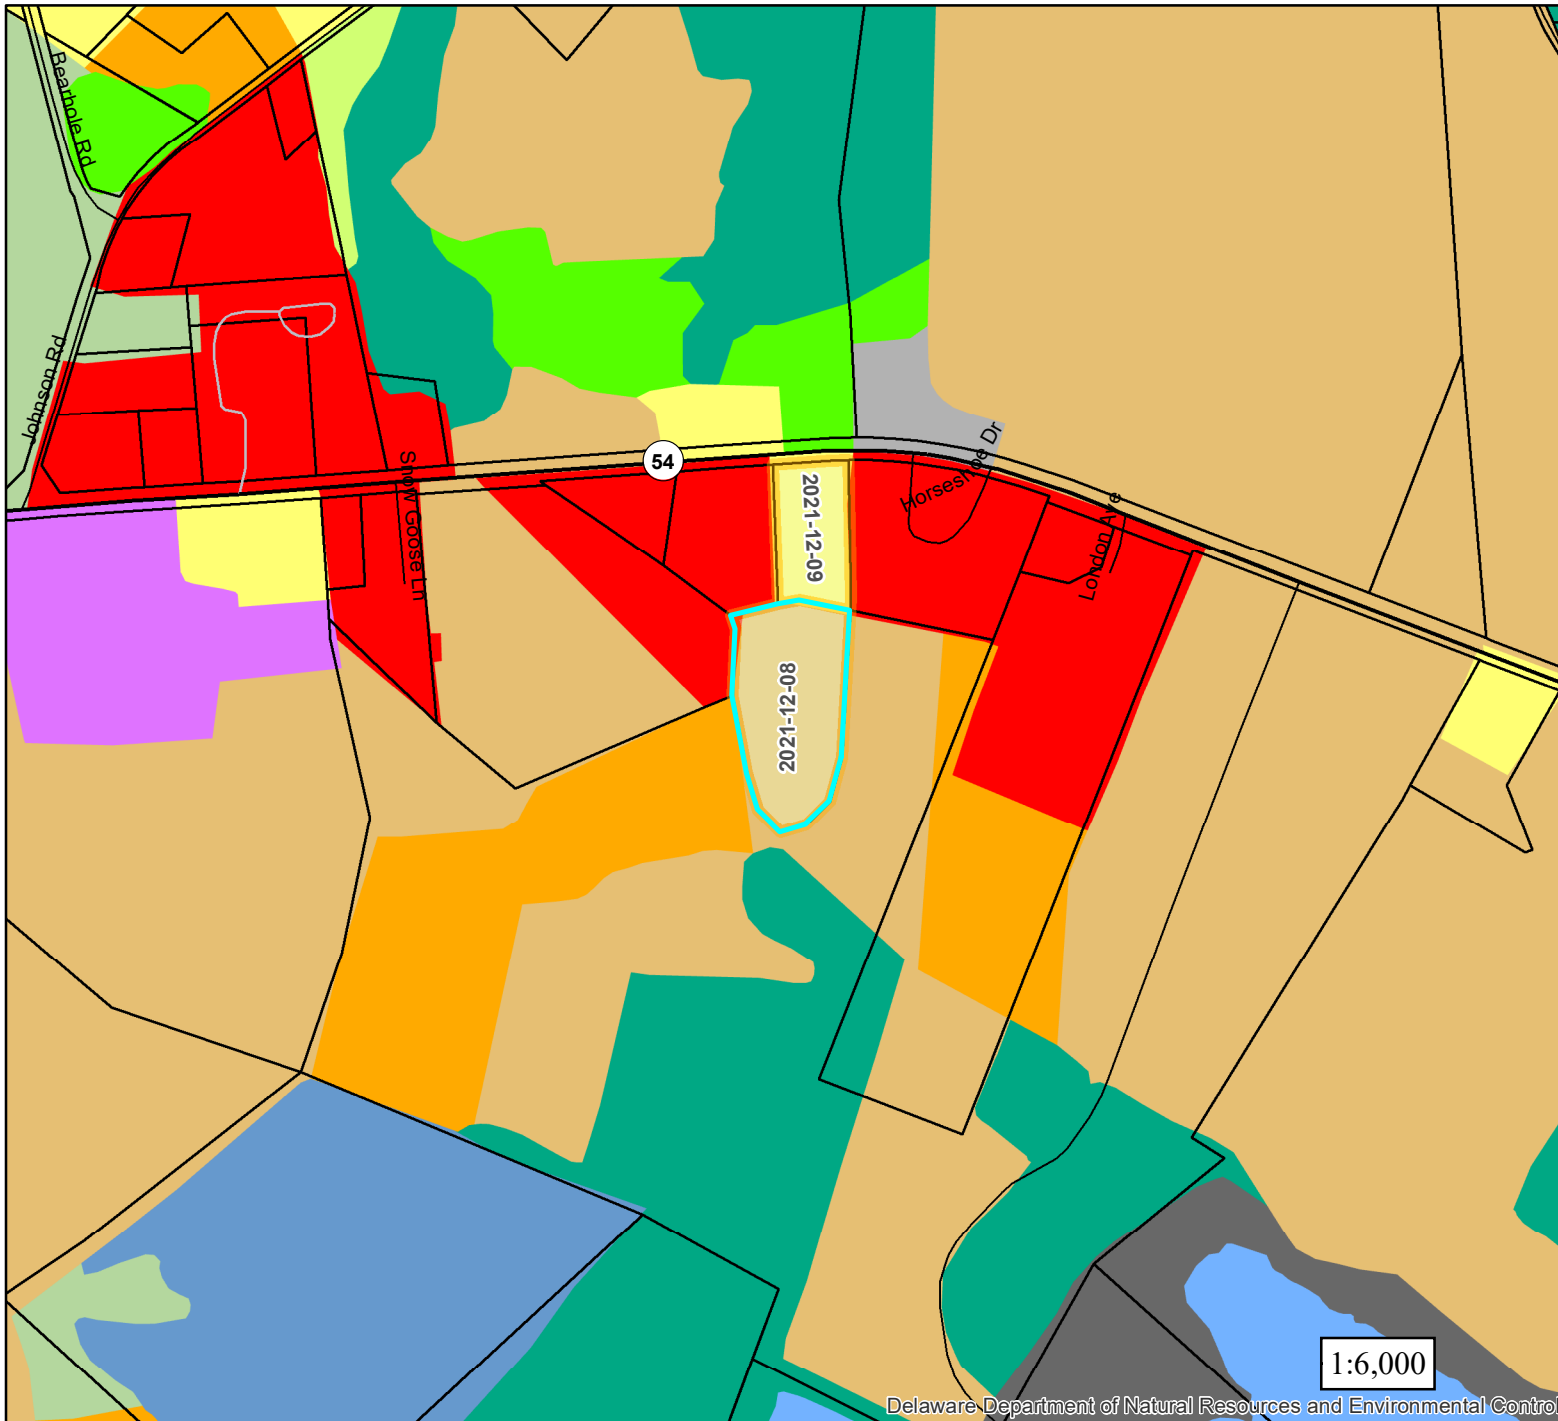 Bearhole Rd
Johnson Rd
54
Snow Goose Ln
2021-12-09
Horseshoe Dr
London Ave
2021-12-08
1:6,000
Delaware Department of Natural Resources and Environmental Control